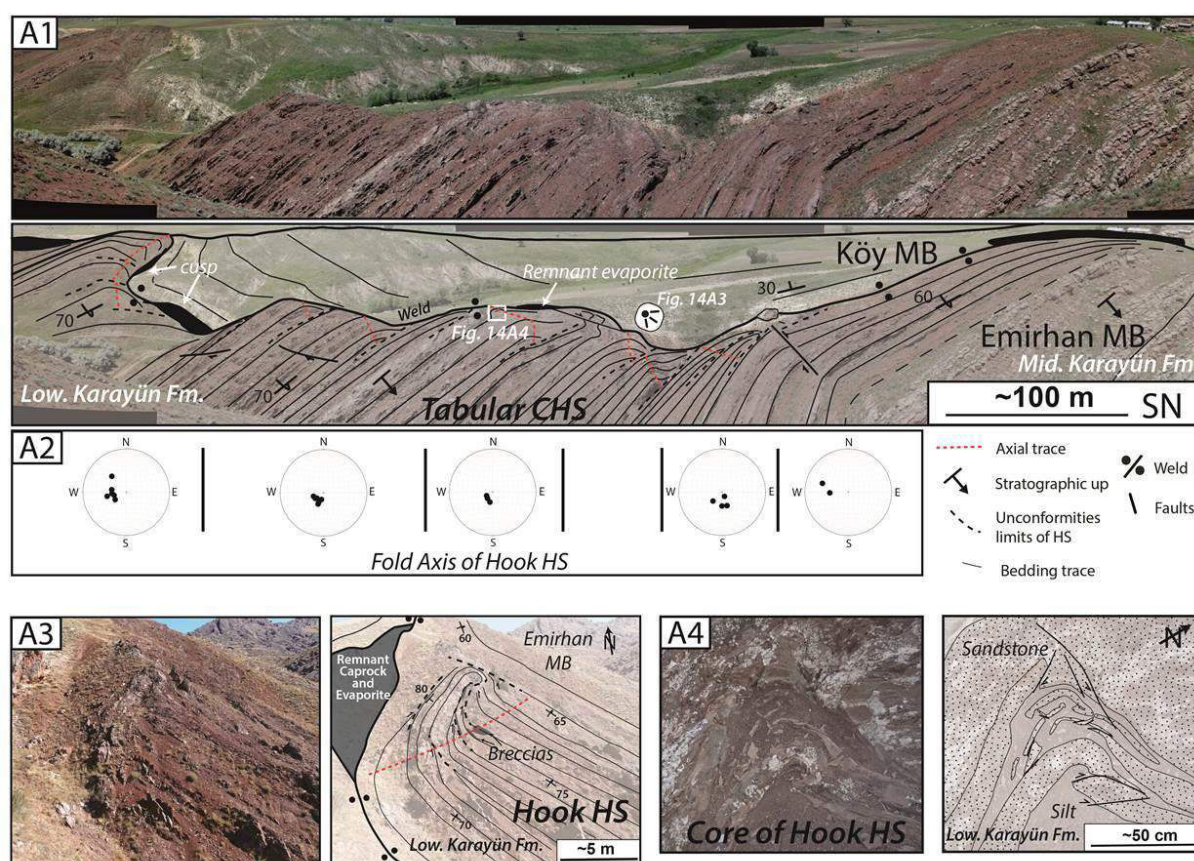 A1
cusp
Remnant evaporite
Köy MB
30
Fig. 14A3
Weld
Fig. 14A4
60
70
Emirhan MB
Low. Karayün Fm.
70
Mid. Karayün Fm
Tabular CHS
~100 m
SN
A2
N
W
E
S
N
W
E
S
N
W
E
S
N
W
E
S
N
W
E
S
Fold Axis of Hook HS
Axial trace
Stratographic up
Unconformities
limits of HS
Bedding trace
Weld
Faults
A3
Remnant
Caprock
and
Evaporite
60
Emirhan
MB
N
80
65
Breccias
75
Hook HS
70
Low. Karayün Fm.
~5 m
A4
Core of Hook HS
Sandstone
N
Silt
Low. Karayün Fm.
~50 cm